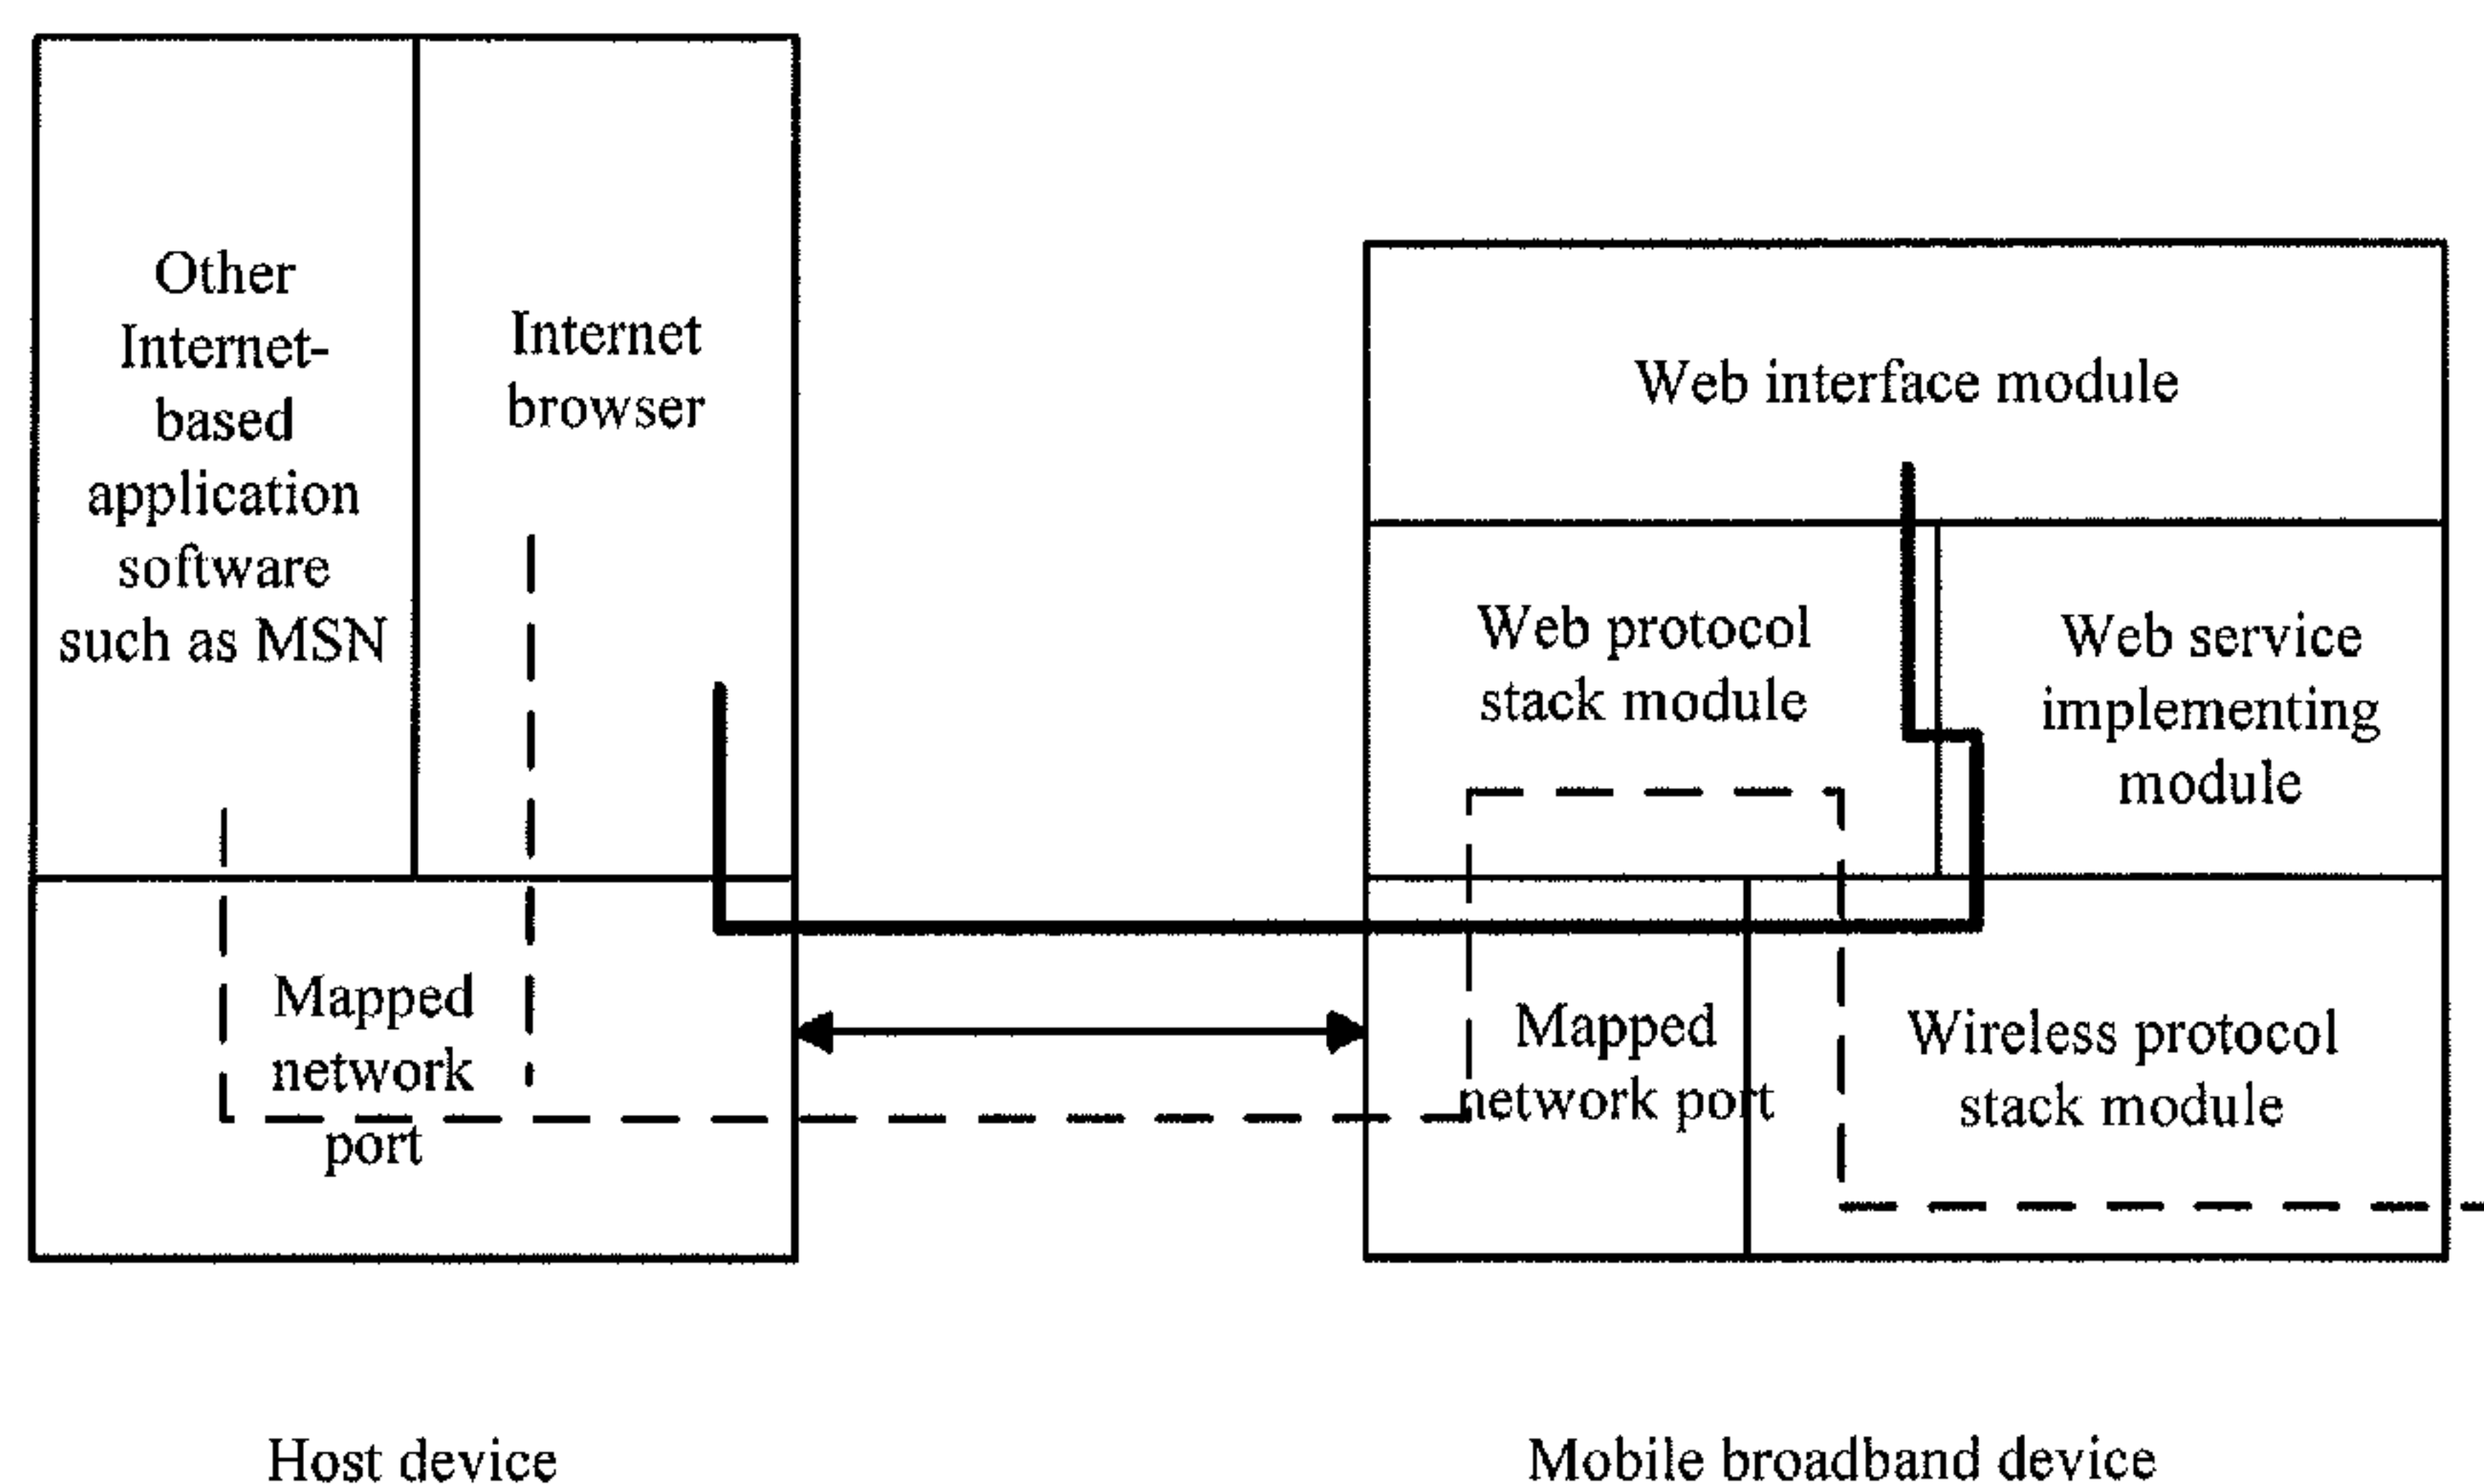 Other
Internet-
based
application
software
such as MSN
Internet
browser
Mapped
network
port
Web interface module
Web protocol
stack module
Web service
implementing
module
Mapped
network port
Wireless protocol
stack module
Host device
Mobile broadband device